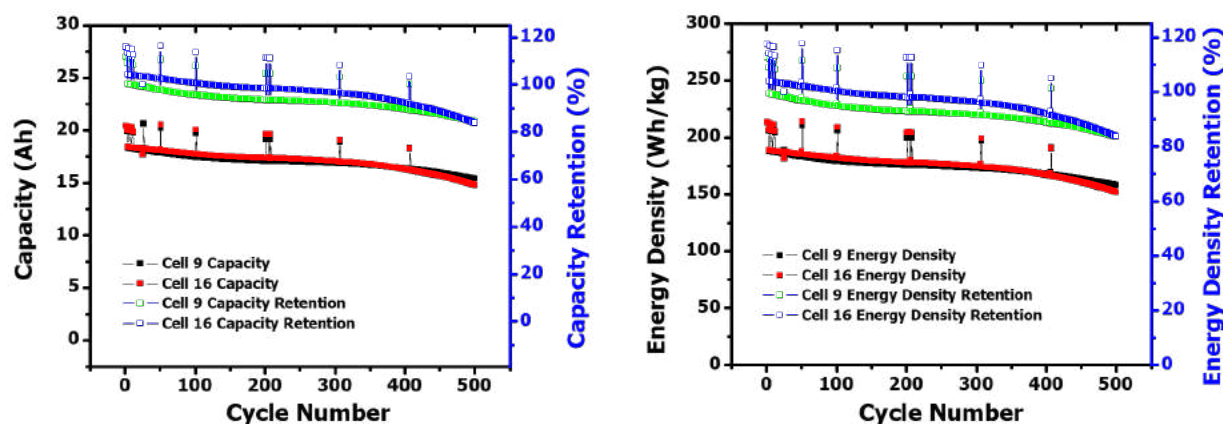 30
25
20
15
10
5
0
Capacity (Ah)
120
100
80
60
40
20
0
Capacity Retention (%)
Cell 9 Capacity
Cell 16 Capacity
Cell 9 Capacity Retention
Cell 16 Capacity Retention
0 100 200 300 400 500
Cycle Number
300
250
200
150
100
50
0
Energy Density (Wh/kg)
120
100
80
60
40
20
0
Energy Density Retention (%)
Cell 9 Energy Density
Cell 16 Energy Density
Cell 9 Energy Density Retention
Cell 16 Energy Density Retention
0 100 200 300 400 500
Cycle Number